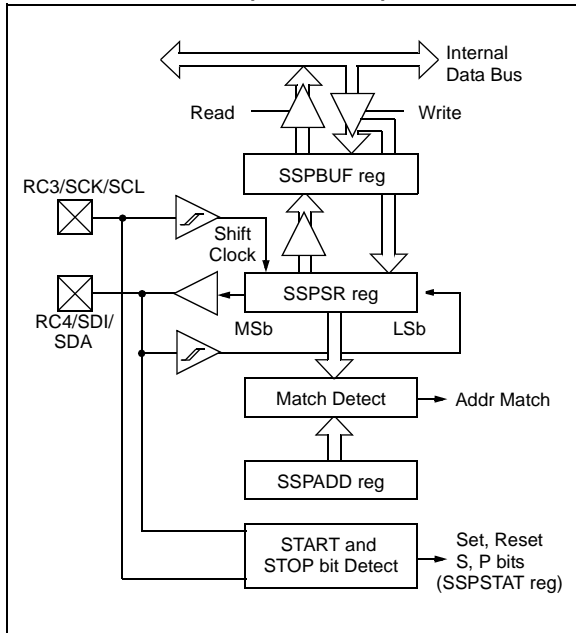 Internal
Data Bus
Read
Write
SSPBUF reg
RC3/SCK/SCL
Shift
Clock
SSPSR reg
MSb
LSb
RC4/SDI/
SDA
Match Detect
Addr Match
SSPADD reg
START and
STOP bit Detect
Set, Reset
S, P bits
(SSPSTAT reg)